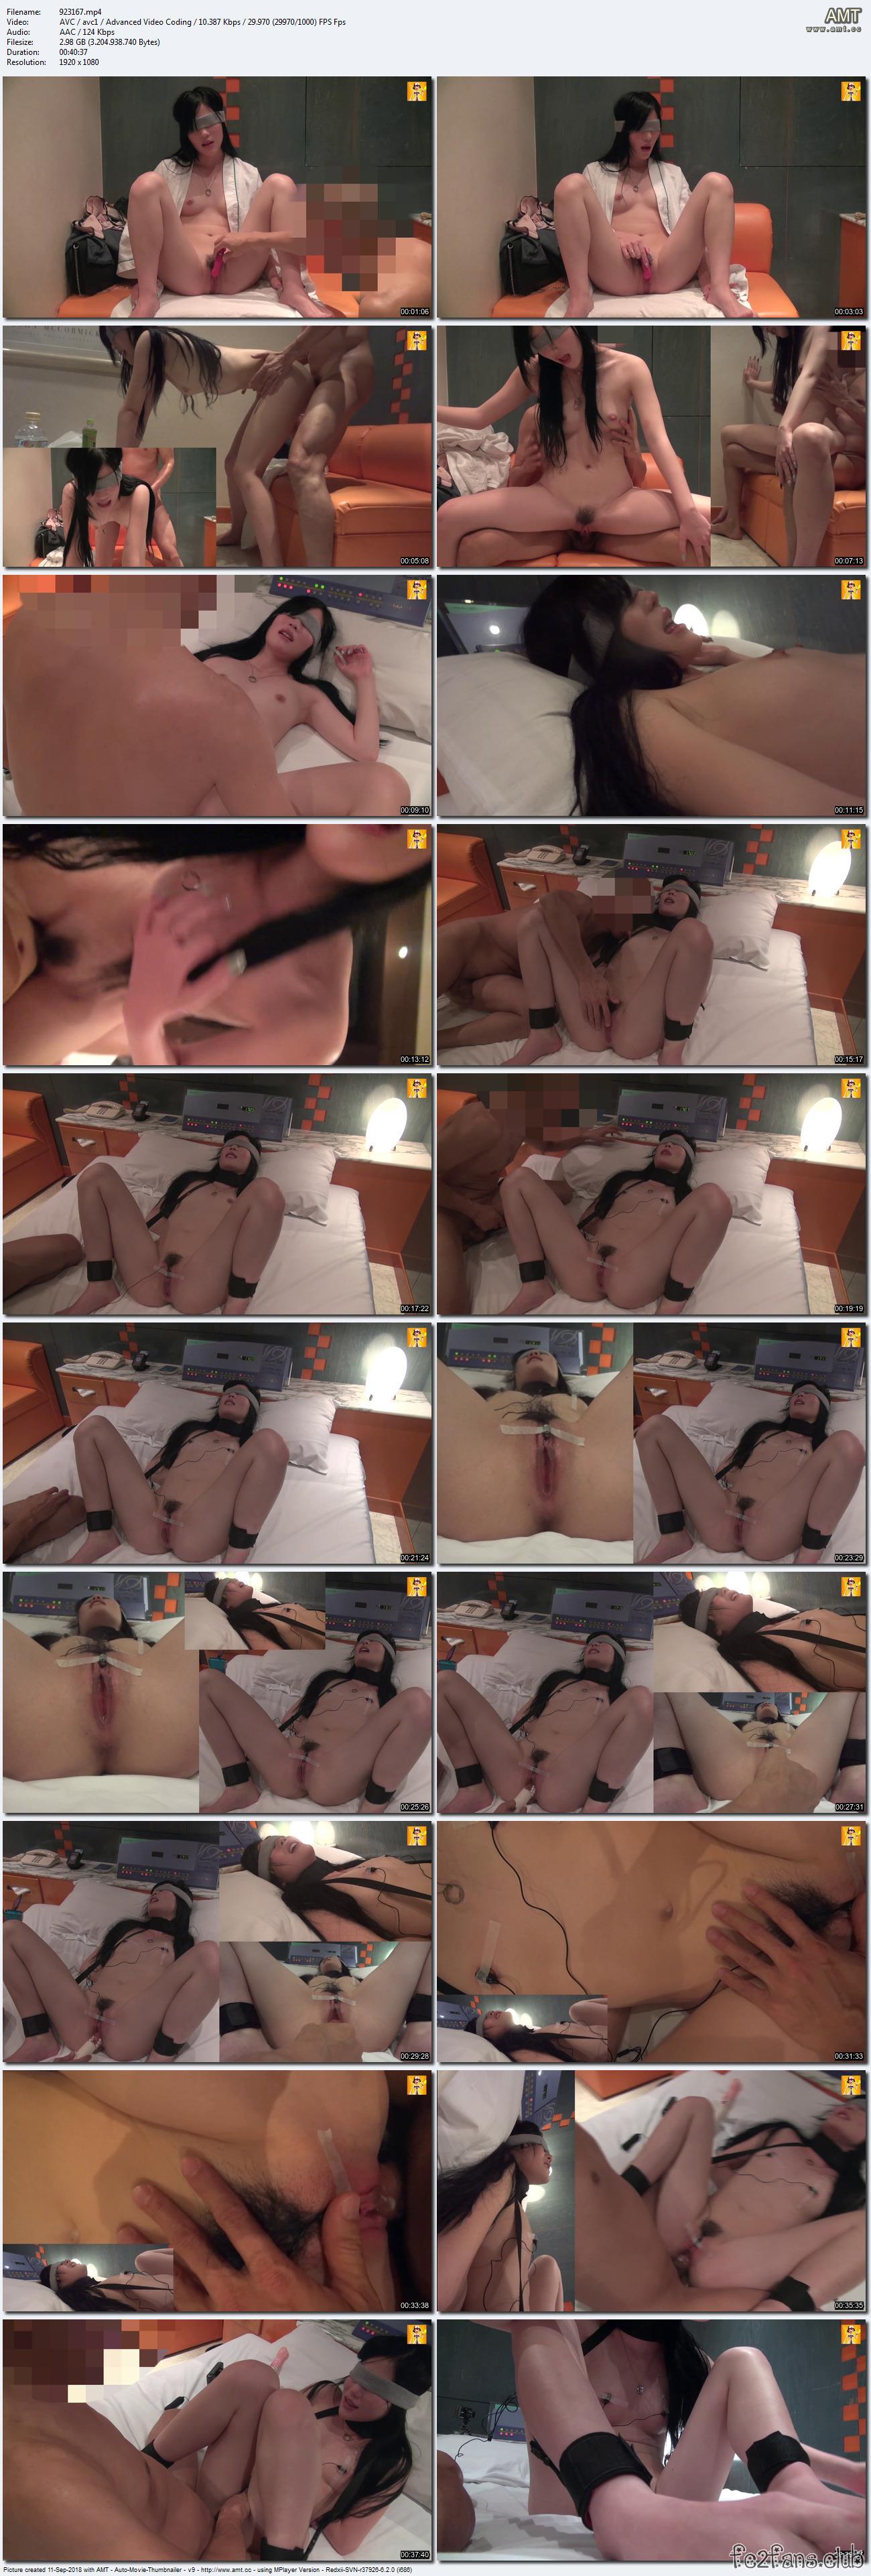 Filename: 923167.mp4
Video: AVC / avc1 / Advanced Video Coding / 10.387 Kbps / 29.970 (29970/1000) FPS Fps
Audio: AAC / 124 Kbps
Filesize: 2.98 GB (3.204.938.740 Bytes)
Duration: 00:40:37
Resolution: 1920 x 1080
AMT
www.amt.cc
00:01:06
00:03:03
00:05:08
00:07:13
00:09:10
00:11:15
00:13:12
00:15:17
00:17:22
00:19:19
00:21:24
00:23:29
00:25:26
00:27:31
00:29:28
00:31:33
00:33:38
00:35:35
00:37:40
fc2fans.club
Picture created 11-Sep-2018 with AMT - Auto-Movie-Thumbnailer - v9 - http://www.amt.cc - using MPlayer Version - Redxii-SVN-r37926-6.2.0 (i686)